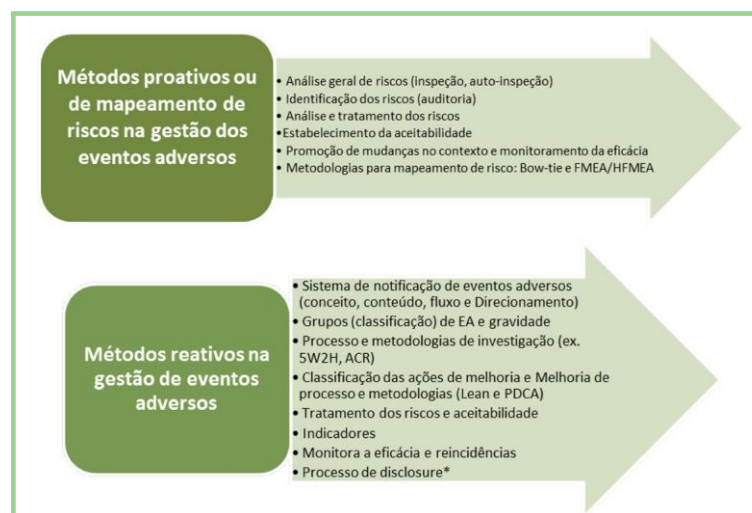 Métodos proativos ou
de mapeamento de
riscos na gestão dos
eventos adversos
• Análise geral de riscos (inspeção, auto-inspeção)
• Identificação dos riscos (auditoria)
• Análise e tratamento dos riscos
•Estabelecimento da aceitabilidade
• Promoção de mudanças no contexto e monitoramento da eficácia
• Metodologias para mapeamento de risco: Bow-tie e FMEA/HFMEA
Métodos reativos na
gestão de eventos
adversos
• Sistema de notificação de eventos adversos
(conceito, conteúdo, fluxo e Direcionamento)
• Grupos (classificação) de EA e gravidade
• Processo e metodologias de investigação (ex.
5W2H, ACR)
• Classificação das ações de melhoria e Melhoria de
processo e metodologias (Lean e PDCA)
• Tratamento dos riscos e aceitabilidade
• Indicadores
• Monitora a eficácia e reincidências
• Processo de disclosure*